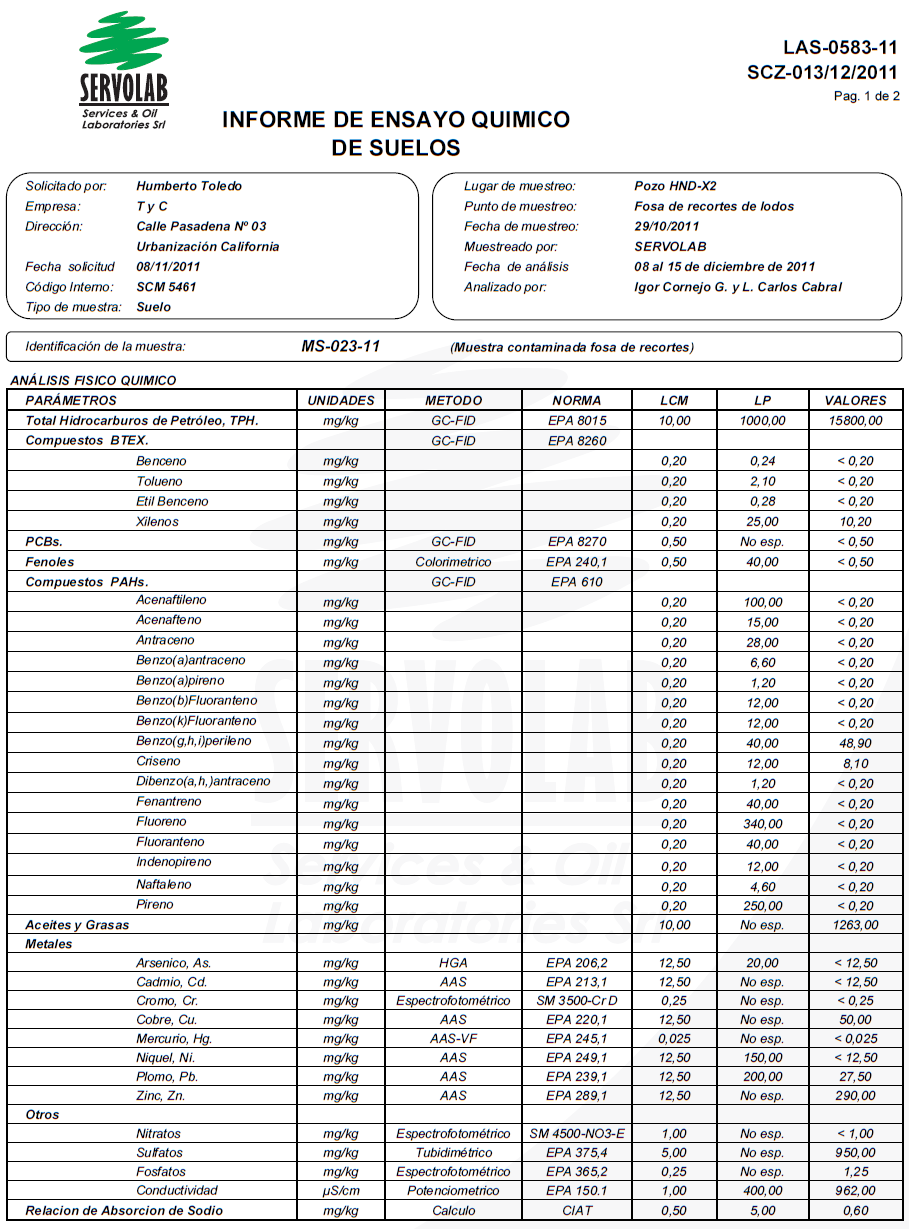 SERVOLAB
Services & Oil
Laboratories Srl
LAS-0583-11
SCZ-013/12/2011
Pag. 1 de 2
INFORME DE ENSAYO QUIMICO
DE SUELOS
Solicitado por: Humberto Toledo
Empresa: T y C
Dirección: Calle Pasadena Nº 03
Urbanización California
Fecha solicitud 08/11/2011
Código Interno: SCM 5461
Tipo de muestra: Suelo
Lugar de muestreo: Pozo HND-X2
Punto de muestreo: Fosa de recortes de lodos
Fecha de muestreo: 29/10/2011
Muestreado por: SERVOLAB
Fecha de análisis 08 al 15 de diciembre de 2011
Analizado por: Igor Cornejo G. y L. Carlos Cabral
Identificación de la muestra: MS-023-11 (Muestra contaminada fosa de recortes)
ANÁLISIS FISICO QUIMICO
PARÁMETROS UNIDADES METODO NORMA LCM LP VALORES
Total Hidrocarburos de Petróleo, TPH. mg/kg GC-FID EPA 8015 10,00 1000,00 15800,00
Compuestos BTEX. GC-FID EPA 8260
Benceno mg/kg 0,20 0,24 < 0,20
Tolueno mg/kg 0,20 2,10 < 0,20
Etil Benceno mg/kg 0,20 0,28 < 0,20
Xilenos mg/kg 0,20 25,00 10,20
PCBs. mg/kg GC-FID EPA 8270 0,50 No esp. < 0,50
Fenoles mg/kg Colorimetrico EPA 240,1 0,50 40,00 < 0,50
Compuestos PAHs. GC-FID EPA 610
Acenaftileno mg/kg 0,20 100,00 < 0,20
Acenafteno mg/kg 0,20 15,00 < 0,20
Antraceno mg/kg 0,20 28,00 < 0,20
Benzo(a)antraceno mg/kg 0,20 6,60 < 0,20
Benzo(a)pireno mg/kg 0,20 1,20 < 0,20
Benzo(b)Fluoranteno mg/kg 0,20 12,00 < 0,20
Benzo(k)Fluoranteno mg/kg 0,20 12,00 < 0,20
Benzo(g,h,i)perileno mg/kg 0,20 40,00 48,90
Criseno mg/kg 0,20 12,00 8,10
Dibenzo(a,h,)antraceno mg/kg 0,20 1,20 < 0,20
Fenantreno mg/kg 0,20 40,00 < 0,20
Fluoreno mg/kg 0,20 340,00 < 0,20
Fluoranteno mg/kg 0,20 40,00 < 0,20
Indenopireno mg/kg 0,20 12,00 < 0,20
Naftaleno mg/kg 0,20 4,60 < 0,20
Pireno mg/kg 0,20 250,00 < 0,20
Aceites y Grasas mg/kg 10,00 No esp. 1263,00
Metales
Arsenico, As. mg/kg HGA EPA 206,2 12,50 20,00 < 12,50
Cadmio, Cd. mg/kg AAS EPA 213,1 12,50 No esp. < 12,50
Cromo, Cr. mg/kg Espectrofotométrico SM 3500-Cr D 0,25 No esp. < 0,25
Cobre, Cu. mg/kg AAS EPA 220,1 12,50 No esp. 50,00
Mercurio, Hg. mg/kg AAS-VF EPA 245,1 0,025 No esp. < 0,025
Niquel, Ni. mg/kg AAS EPA 249,1 12,50 150,00 < 12,50
Plomo, Pb. mg/kg AAS EPA 239,1 12,50 200,00 27,50
Zinc, Zn. mg/kg AAS EPA 289,1 12,50 No esp. 290,00
Otros
Nitratos mg/kg Espectrofotométrico SM 4500-NO3-E 1,00 No esp. < 1,00
Sulfatos mg/kg Tubidimétrico EPA 375,4 5,00 No esp. 950,00
Fosfatos mg/kg Espectrofotométrico EPA 365,2 0,25 No esp. 1,25
Conductividad µS/cm Potenciometrico EPA 150.1 1,00 400,00 962,00
Relacion de Absorcion de Sodio Calculo CIAT 0,50 5,00 0,60
SERVOLAB
Services & Oil
Laboratories Srl